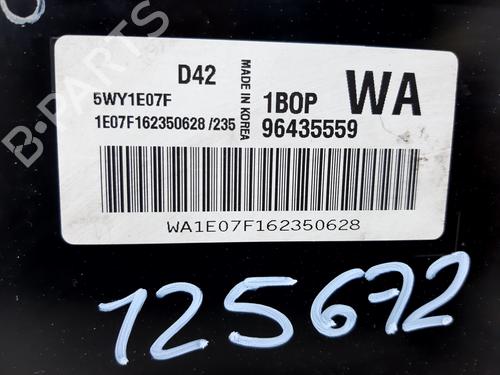 D42
5WY1E07F
1E07F162350628 /235
MADE IN KOREA
1BOP WA
96435559
WA1E07F162350628
125672
B-PARTS